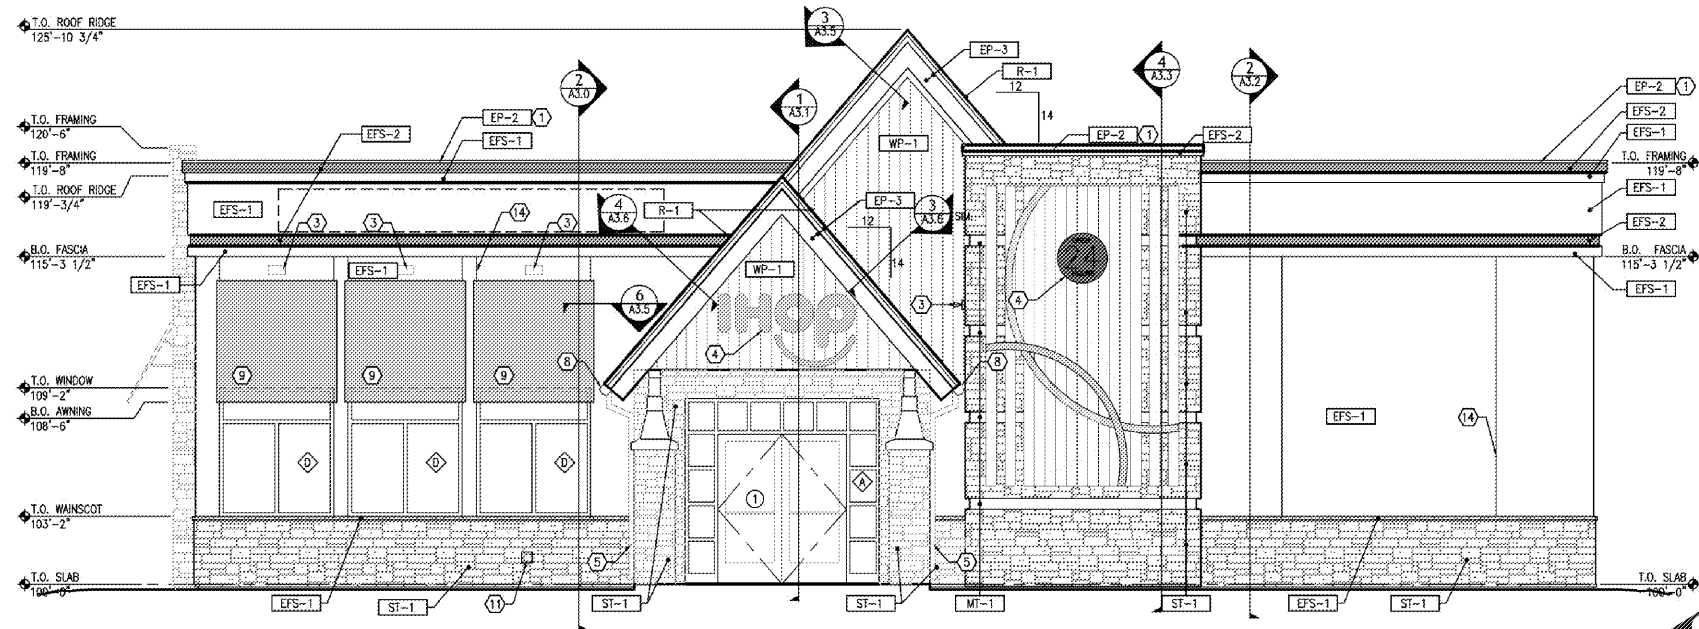 T.O. ROOF RIDGE
125'-10 3/4"
3
A3.5
EP-3
R-1
12
14
2
A3.0
1
A3.1
4
A3.3
2
A3.2
T.O. FRAMING
120'-6"
EFS-2
EP-2 1
EFS-1
WP-1
EP-2 1
EFS-2
EP-2 1
EFS-2
EFS-1
T.O. FRAMING
119'-8"
T.O. FRAMING
119'-8"
T.O. ROOF RIDGE
119'-3/4"
EFS-1
3
3
14
3
4
A3.6
R-1
EP-3
12
14
3
A3.6
SIM.
EFS-1
EFS-2
B.O. FASCIA
115'-3 1/2"
EFS-1
EFS-1
WP-1
24
B.O. FASCIA
115'-3 1/2"
EFS-1
6
A3.5
IHOP
4
3
4
8
8
9
9
9
T.O. WINDOW
109'-2"
B.O. AWNING
108'-6"
EFS-1
14
D
D
D
1
A
T.O. WAINSCOT
103'-2"
5
5
T.O. SLAB
100'-0"
T.O. SLAB
100'-0"
EFS-1
ST-1
11
ST-1
ST-1
MT-1
ST-1
EFS-1
ST-1